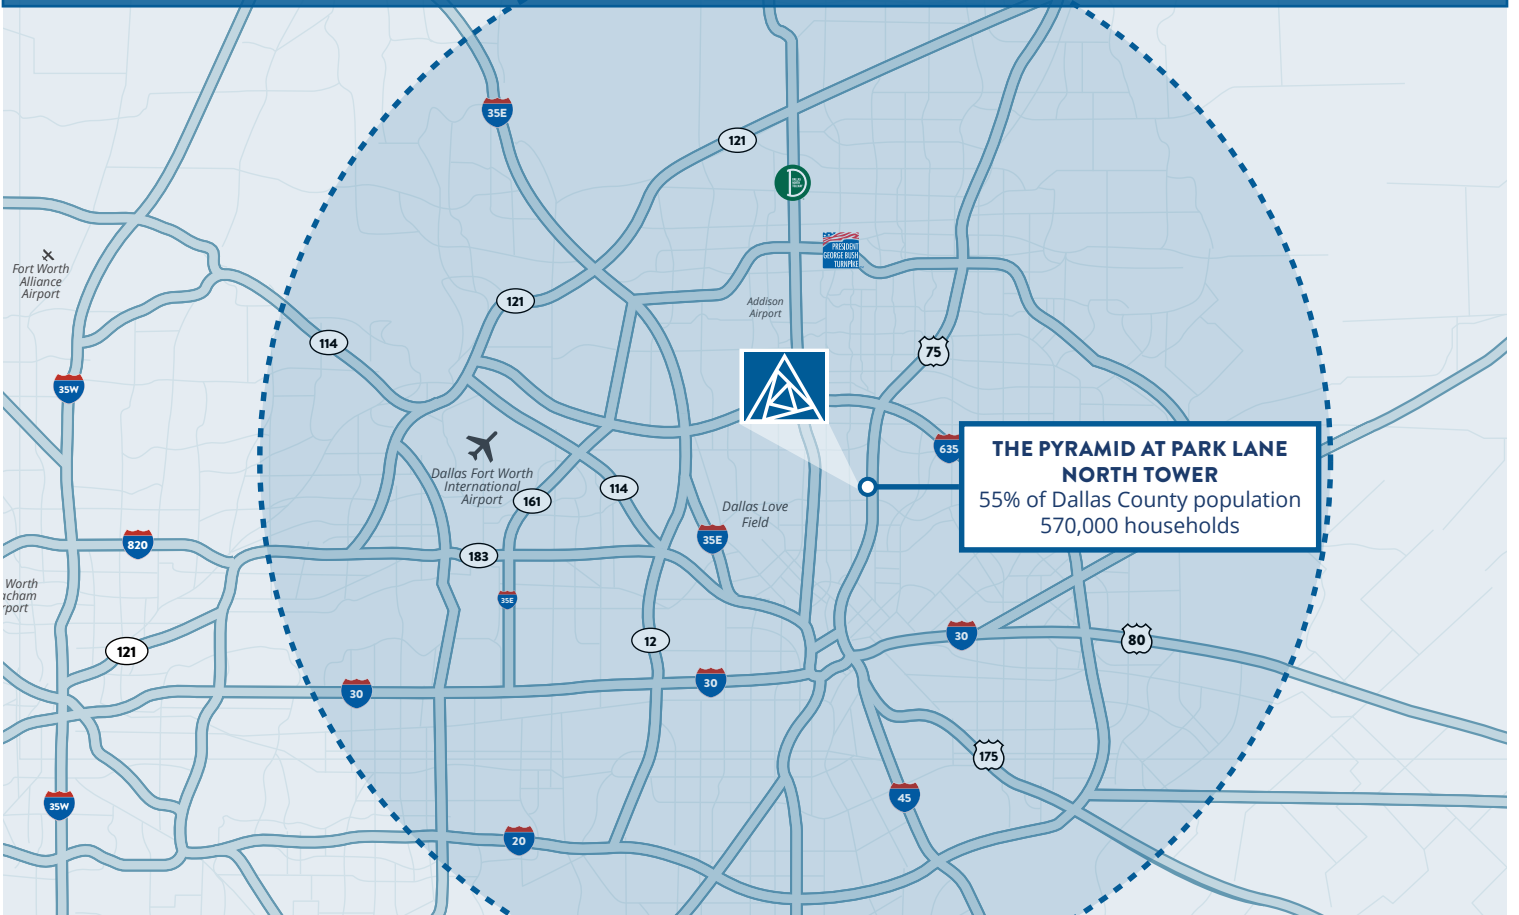 35E
121
PRESIDENT
GEORGE BUSH
TURNPIKE
Fort Worth
Alliance
Airport
121
Addison
Airport
114
75
35W
635
THE PYRAMID AT PARK LANE
NORTH TOWER
55% of Dallas County population
570,000 households
Dallas Fort Worth
International
Airport
161
114
Dallas Love
Field
35E
820
183
Worth
acham
rport
35E
12
30
80
121
30
30
175
45
35W
20